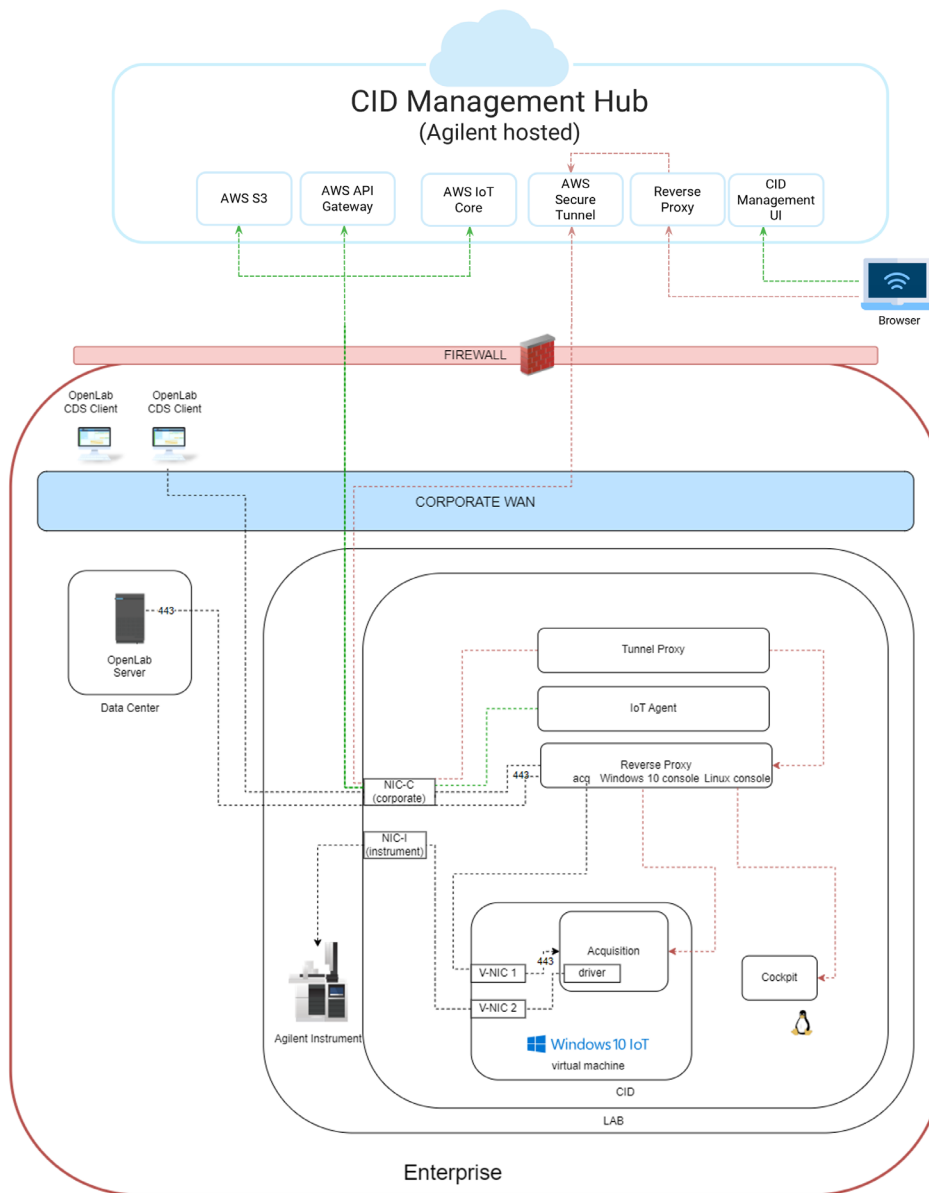 CID Management Hub
(Agilent hosted)
AWS S3
AWS API
Gateway
AWS IoT
Core
AWS
Secure
Tunnel
Reverse
Proxy
CID
Management
UI
Browser
FIREWALL
OpenLab
CDS Client
OpenLab
CDS Client
CORPORATE WAN
443
OpenLab
Server
Data Center
Tunnel Proxy
IoT Agent
Reverse Proxy
acq Windows 10 console Linux console
443
NIC-C
(corporate)
NIC-I
(instrument)
Agilent Instrument
Acquisition
443
V-NIC 1
driver
V-NIC 2
Windows 10 IoT
virtual machine
Cockpit
CID
LAB
Enterprise